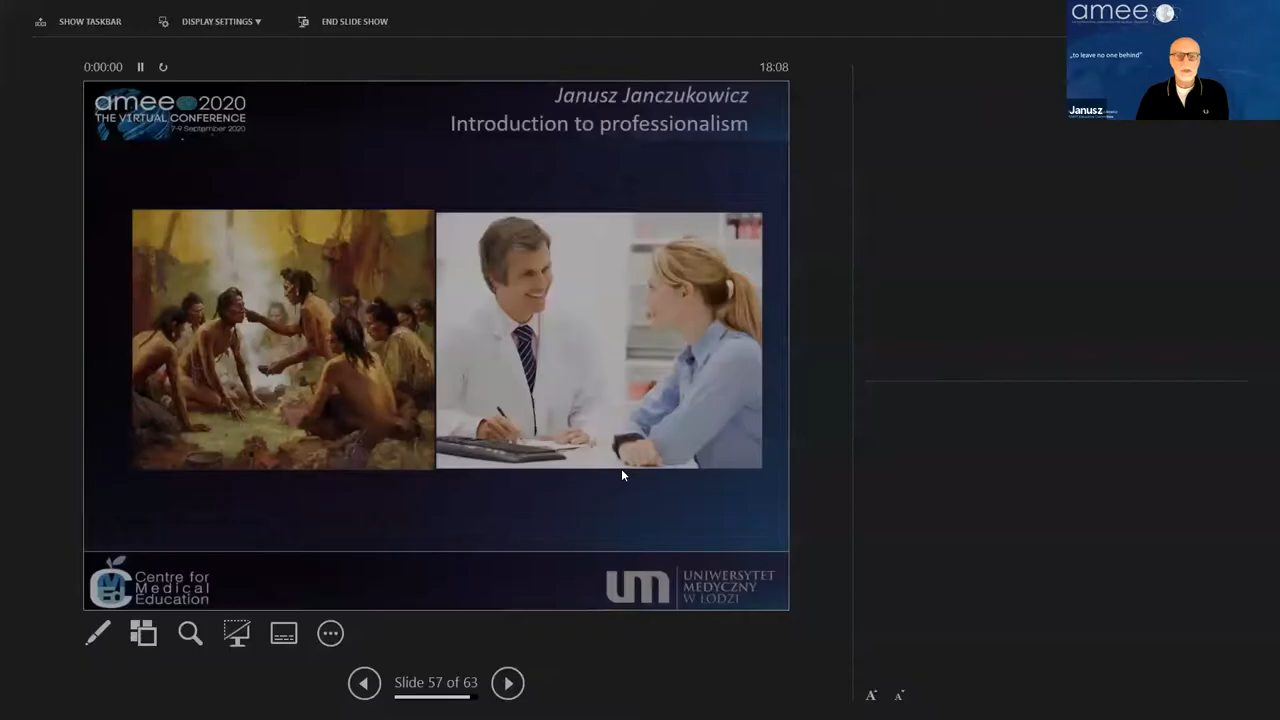 SHOW TASKBAR
DISPLAY SETTINGS ▼
END SLIDE SHOW
amee
„to leave no one behind”
Janusz
0:00:00
18:08
amee 2020
THE VIRTUAL CONFERENCE
7-9 September 2020
Janusz Janczukowicz
Introduction to professionalism
Centre for
Medical
Education
um
UNIWERSYTET
MEDYCZNY
W ŁODZI
Slide 57 of 63
A
A